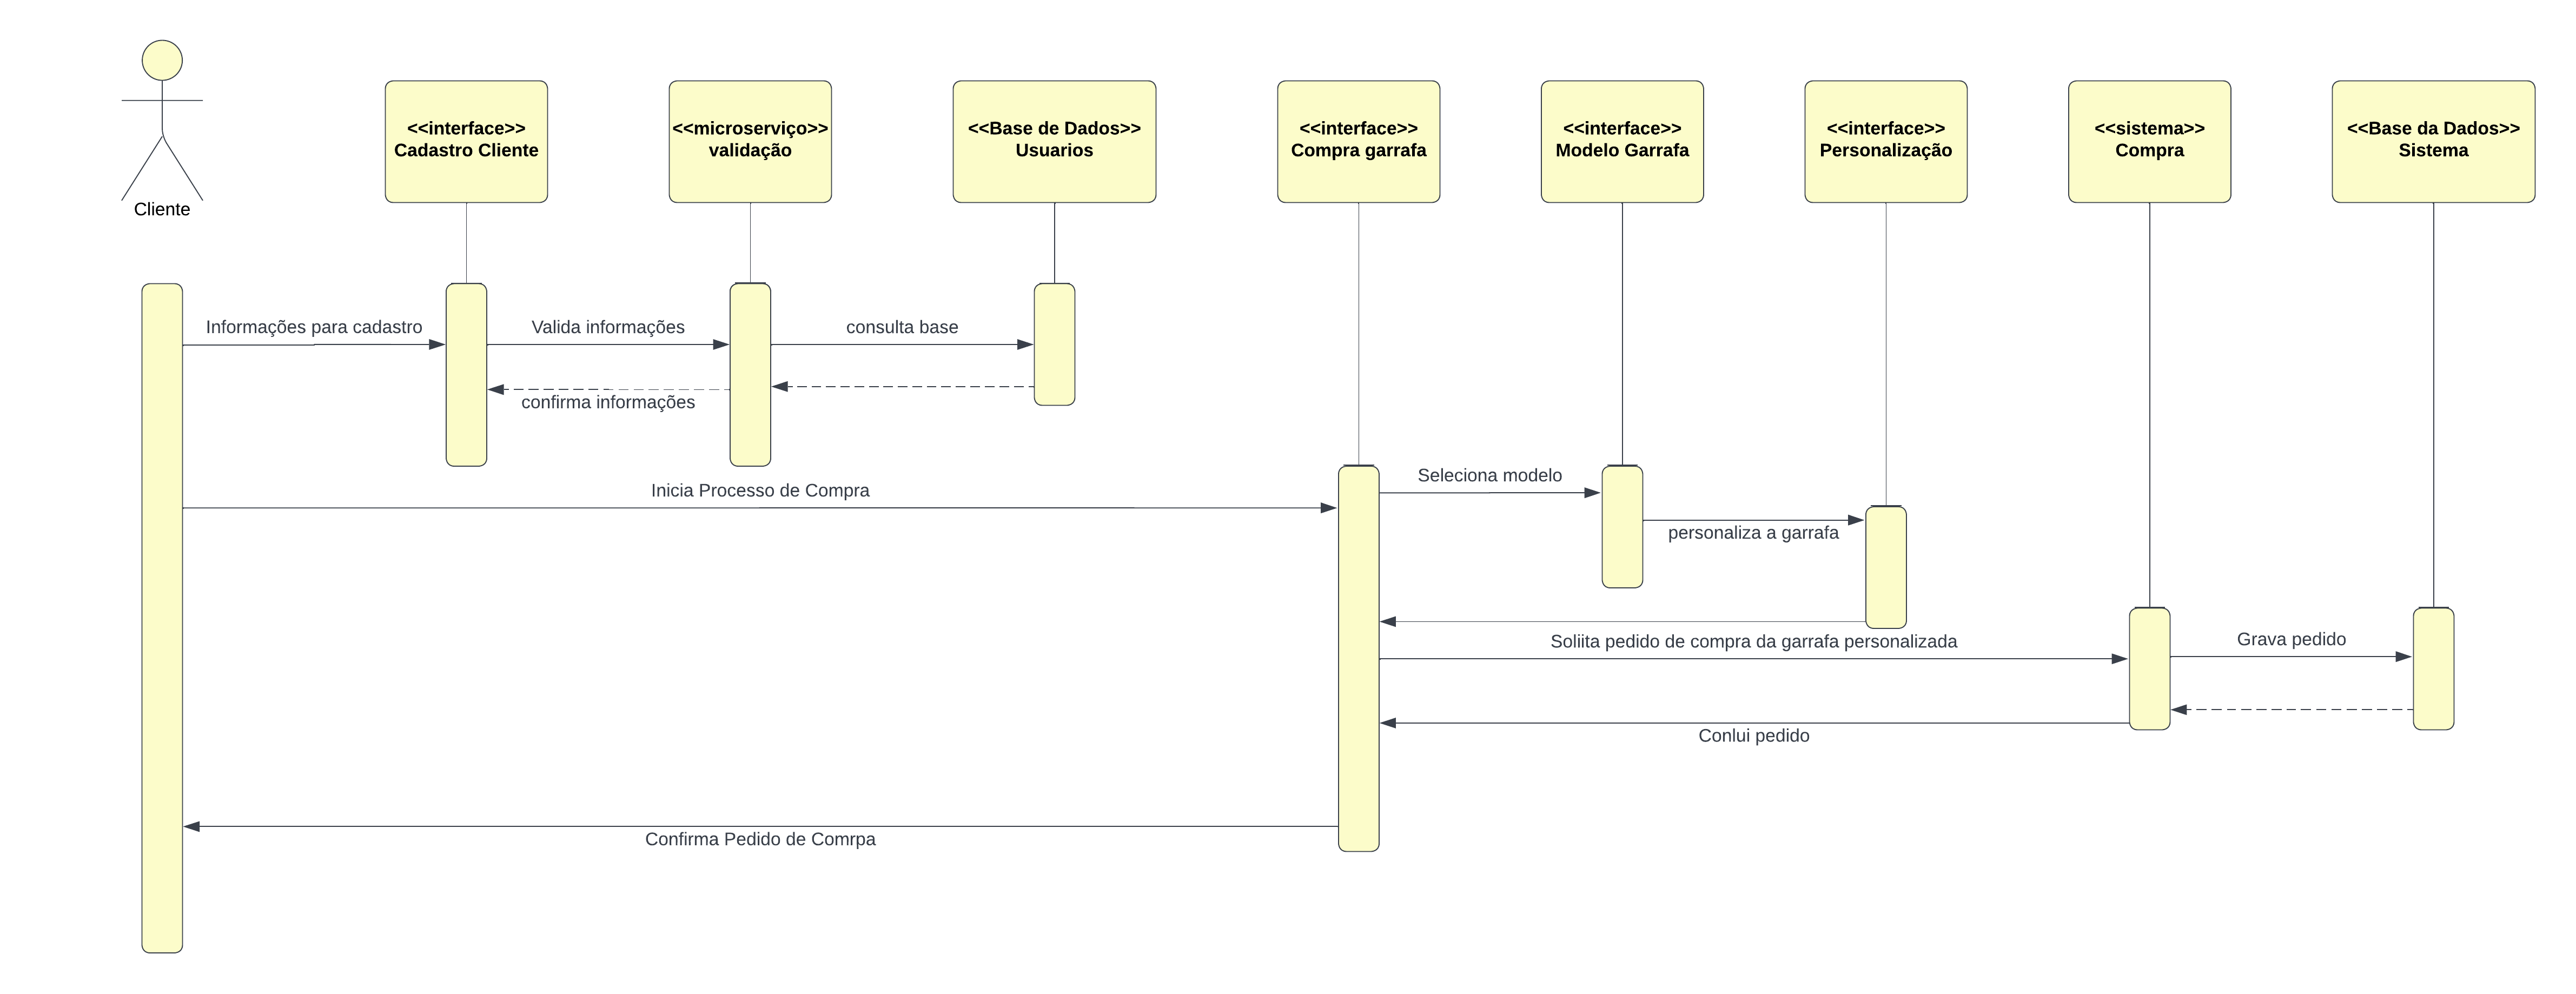 Cliente
<<interface>>
Cadastro Cliente
<<microserviço>>
validação
<<Base de Dados>>
Usuarios
<<interface>>
Compra garrafa
<<interface>>
Modelo Garrafa
<<interface>>
Personalização
<<sistema>>
Compra
<<Base da Dados>>
Sistema
Informações para cadastro
Valida informações
consulta base
confirma informações
Seleciona modelo
Inicia Processo de Compra
personaliza a garrafa
Soliita pedido de compra da garrafa personalizada
Grava pedido
Conlui pedido
Confirma Pedido de Comrpa